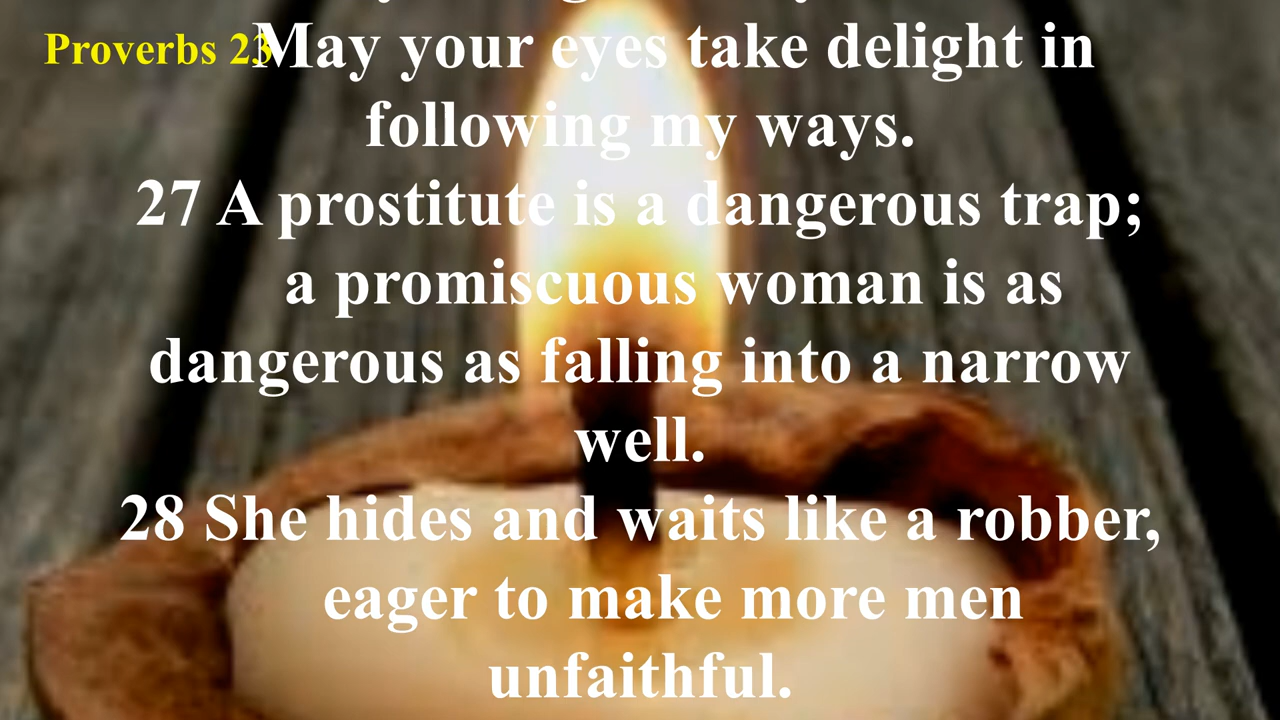 Proverbs 23
May your eyes take delight in
following my ways.
27 A prostitute is a dangerous trap;
a promiscuous woman is as
dangerous as falling into a narrow
well.
28 She hides and waits like a robber,
eager to make more men
unfaithful.